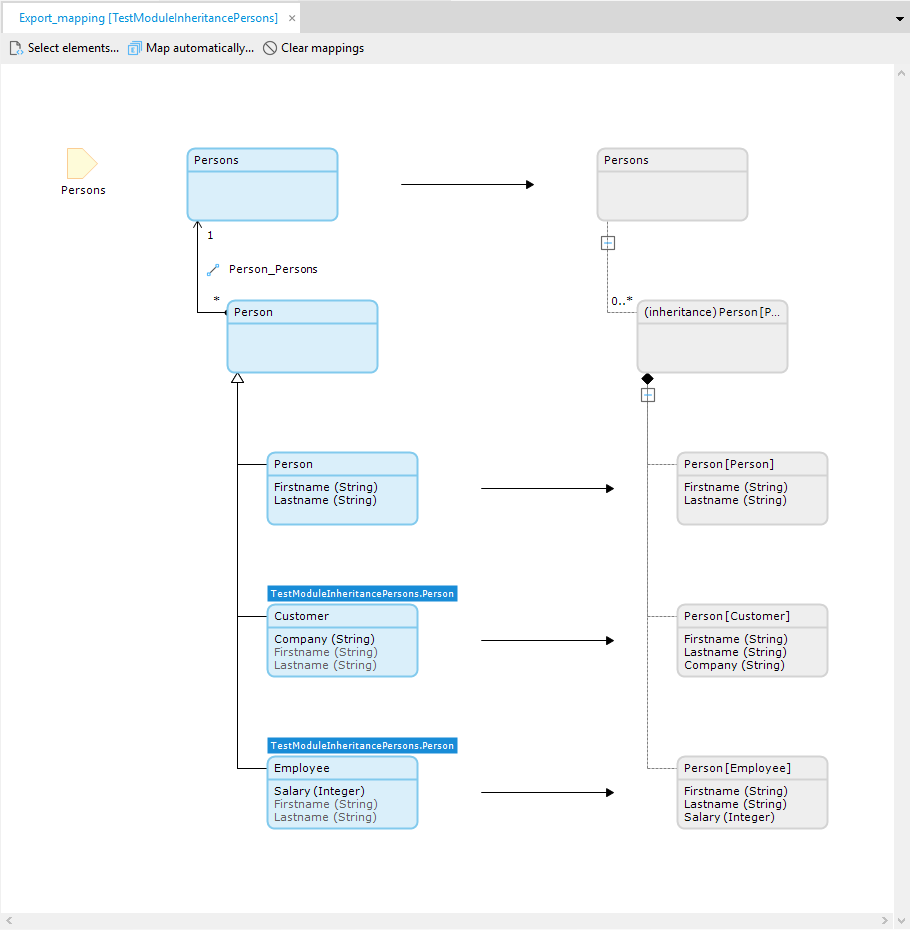 Export_mapping [TestModuleInheritancePersons]
Select elements... Map automatically... Clear mappings
Persons
Persons
Persons
1
Person_Persons
*
0..*
Person
(inheritance) Person [P...
Person
Firstname (String)
Lastname (String)
Person [Person]
Firstname (String)
Lastname (String)
TestModuleInheritancePersons.Person
Customer
Company (String)
Firstname (String)
Lastname (String)
Person [Customer]
Firstname (String)
Lastname (String)
Company (String)
TestModuleInheritancePersons.Person
Employee
Salary (Integer)
Firstname (String)
Lastname (String)
Person [Employee]
Firstname (String)
Lastname (String)
Salary (Integer)